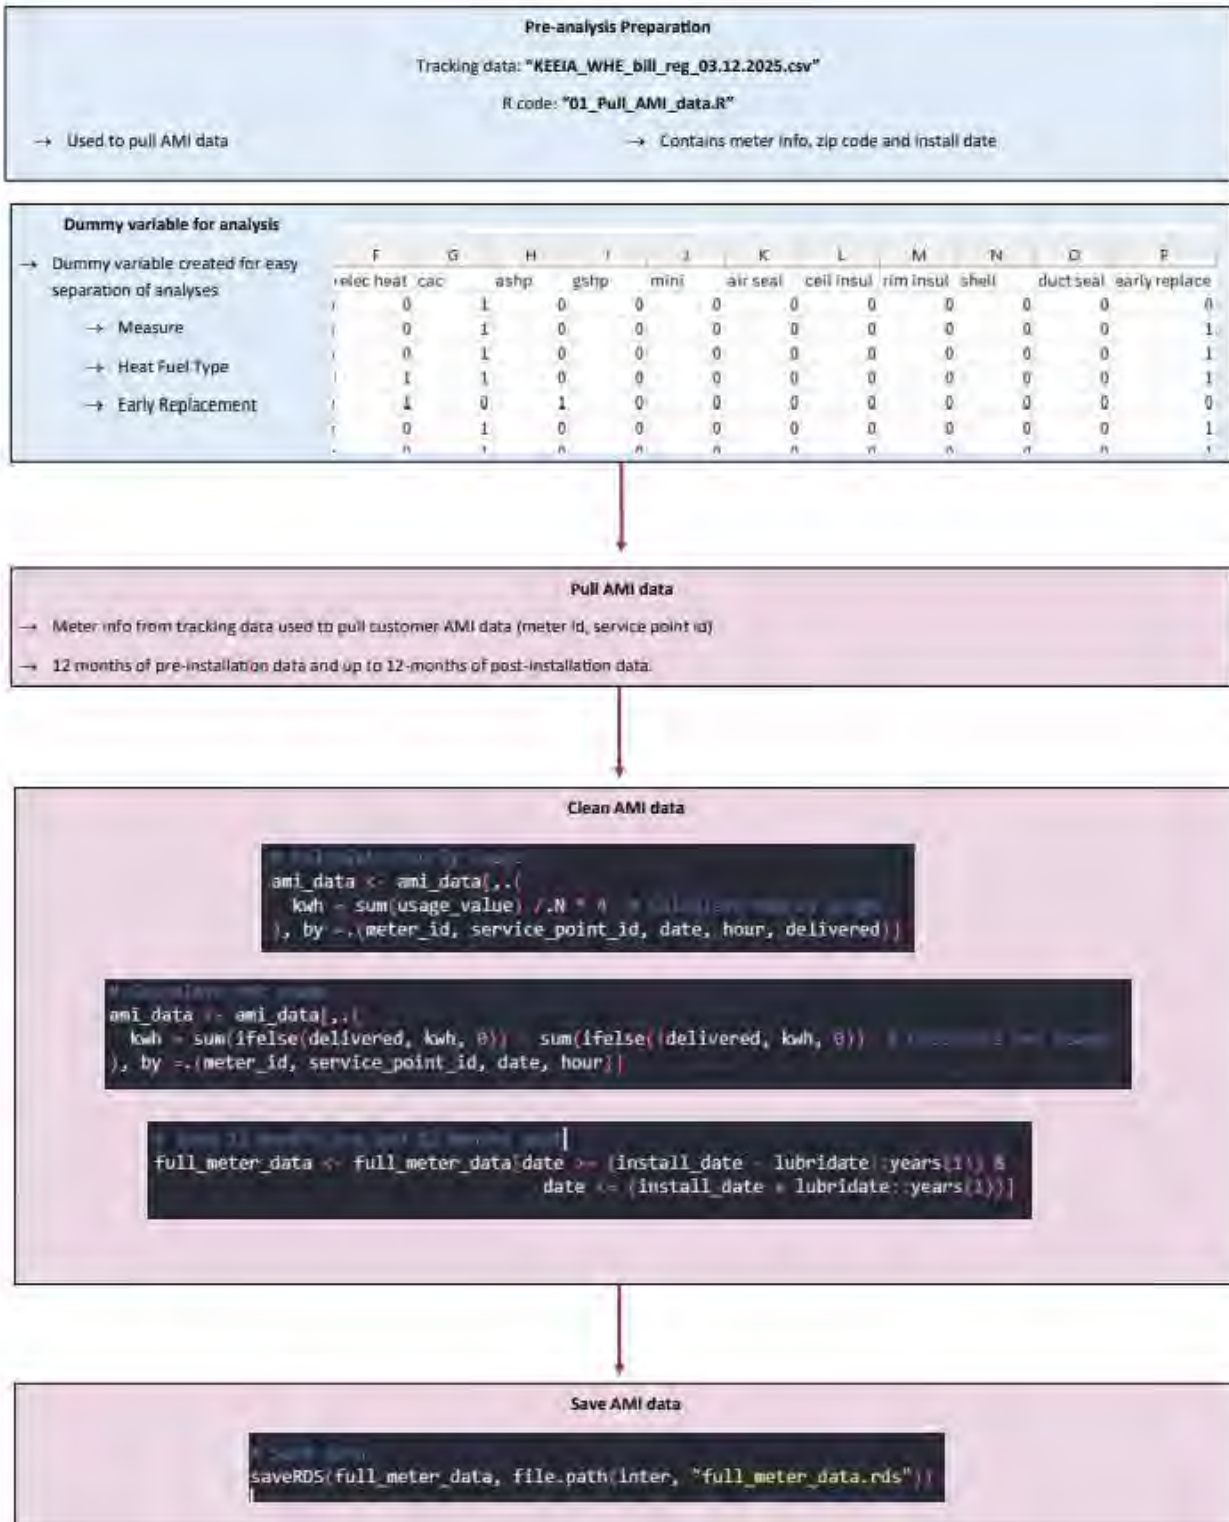 Pre-analysis Preparation
Tracking data: "KEEIA_WHE_bill_reg_03.12.2025.csv"
R code: "01_Pull_AMI_data.R"
→ Used to pull AMI data
→ Contains meter info, zip code and install date
Dummy variable for analysis
→ Dummy variable created for easy
separation of analyses
→ Measure
→ Heat Fuel Type
→ Early Replacement
F G H I J K L M N O P
elec heat cac ashp gshp mini air seal ceil insul rim insul shell duct seal early replace
0 1 0 0 0 0 0 0 0 0 0
0 1 0 0 0 0 0 0 0 0 1
0 1 0 0 0 0 0 0 0 0 1
1 1 0 0 0 0 0 0 0 0 1
1 0 1 0 0 0 0 0 0 0 0
0 1 0 0 0 0 0 0 0 0 1
Pull AMI data
→ Meter info from tracking data used to pull customer AMI data (meter id, service point id)
→ 12 months of pre-installation data and up to 12-months of post-installation data.
Clean AMI data
ami_data <- ami_data[,.(
kwh = sum(usage_value) /.N * 4
), by =.(meter_id, service_point_id, date, hour, delivered)]
ami_data <- ami_data[,.(
kwh = sum(ifelse(delivered, kwh, 0)) - sum(ifelse(!delivered, kwh, 0))
), by =.(meter_id, service_point_id, date, hour)]
full_meter_data <- full_meter_data[date >= (install_date - lubridate::years(1)) &
date <= (install_date + lubridate::years(1))]
Save AMI data
saveRDS(full_meter_data, file.path(inter, "full_meter_data.rds"))